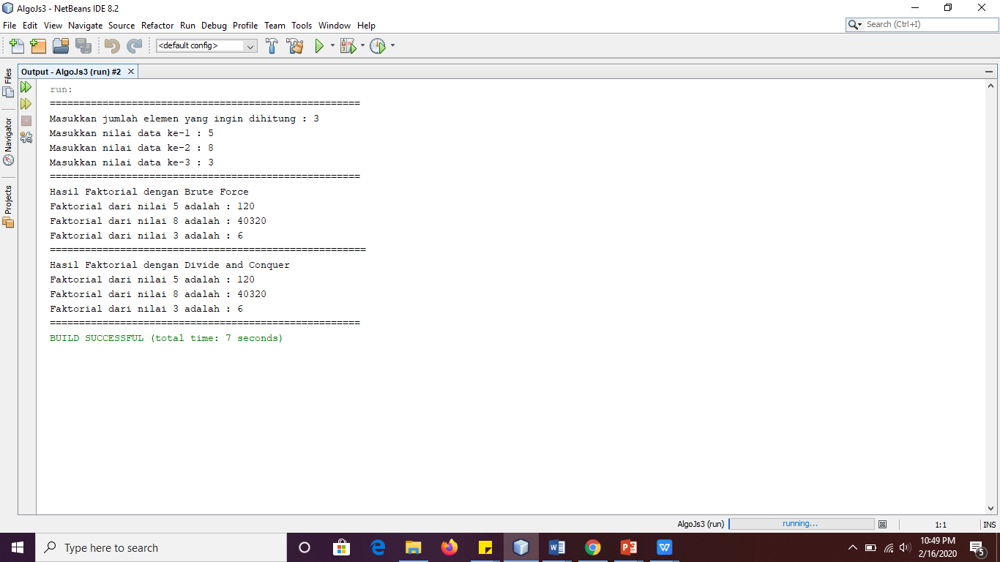 AlgoJs3 - NetBeans IDE 8.2
File Edit View Navigate Source Refactor Run Debug Profile Team Tools Window Help
Search (Ctrl+I)
<default config>
Files
Navigator
Projects
Output - AlgoJs3 (run) #2
run:
=====================================================
Masukkan jumlah elemen yang ingin dihitung : 3
Masukkan nilai data ke-1 : 5
Masukkan nilai data ke-2 : 8
Masukkan nilai data ke-3 : 3
=====================================================
Hasil Faktorial dengan Brute Force
Faktorial dari nilai 5 adalah : 120
Faktorial dari nilai 8 adalah : 40320
Faktorial dari nilai 3 adalah : 6
======================================================
Hasil Faktorial dengan Divide and Conquer
Faktorial dari nilai 5 adalah : 120
Faktorial dari nilai 8 adalah : 40320
Faktorial dari nilai 3 adalah : 6
=====================================================
BUILD SUCCESSFUL (total time: 7 seconds)
AlgoJs3 (run) running... 1:1 INS
Type here to search
10:49 PM
2/16/2020
5